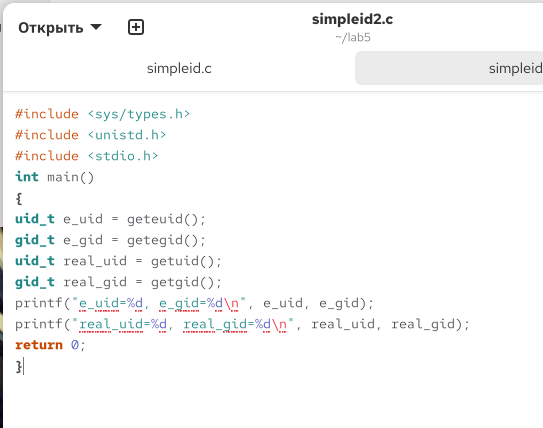 Открыть
simpleid2.c
~/lab5
simpleid.c
simpleid
#include <sys/types.h>
#include <unistd.h>
#include <stdio.h>
int main()
{
uid_t e_uid = geteuid();
gid_t e_gid = getegid();
uid_t real_uid = getuid();
gid_t real_gid = getgid();
printf("e_uid=%d, e_gid=%d\n", e_uid, e_gid);
printf("real_uid=%d, real_gid=%d\n", real_uid, real_gid);
return 0;
}